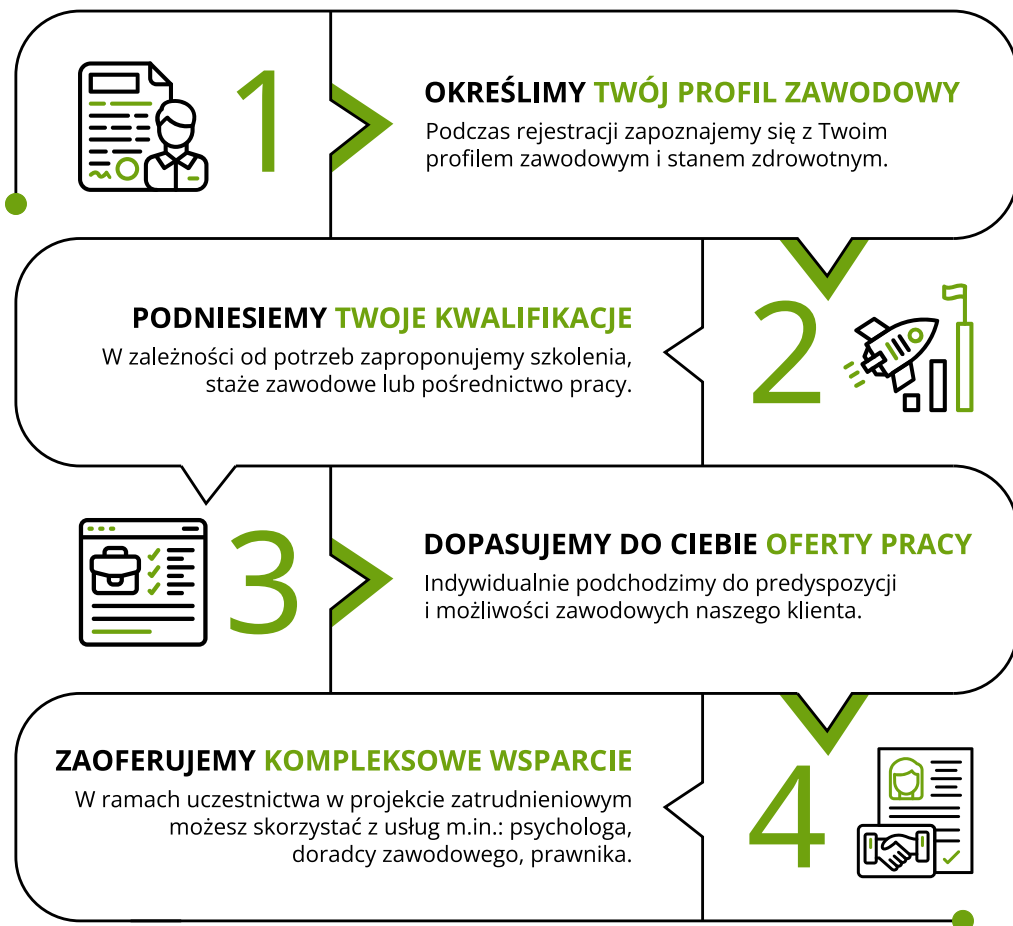 1
OKREŚLIMY TWÓJ PROFIL ZAWODOWY
Podczas rejestracji zapoznajemy się z Twoim
profilem zawodowym i stanem zdrowotnym.
PODNIESIEMY TWOJE KWALIFIKACJE
W zależności od potrzeb zaproponujemy szkolenia,
staże zawodowe lub pośrednictwo pracy.
2
3
DOPASUJEMY DO CIEBIE OFERTY PRACY
Indywidualnie podchodzimy do predyspozycji
i możliwości zawodowych naszego klienta.
ZAOFERUJEMY KOMPLEKSOWE WSPARCIE
W ramach uczestnictwa w projekcie zatrudnieniowym
możesz skorzystać z usług m.in.: psychologa,
doradcy zawodowego, prawnika.
4